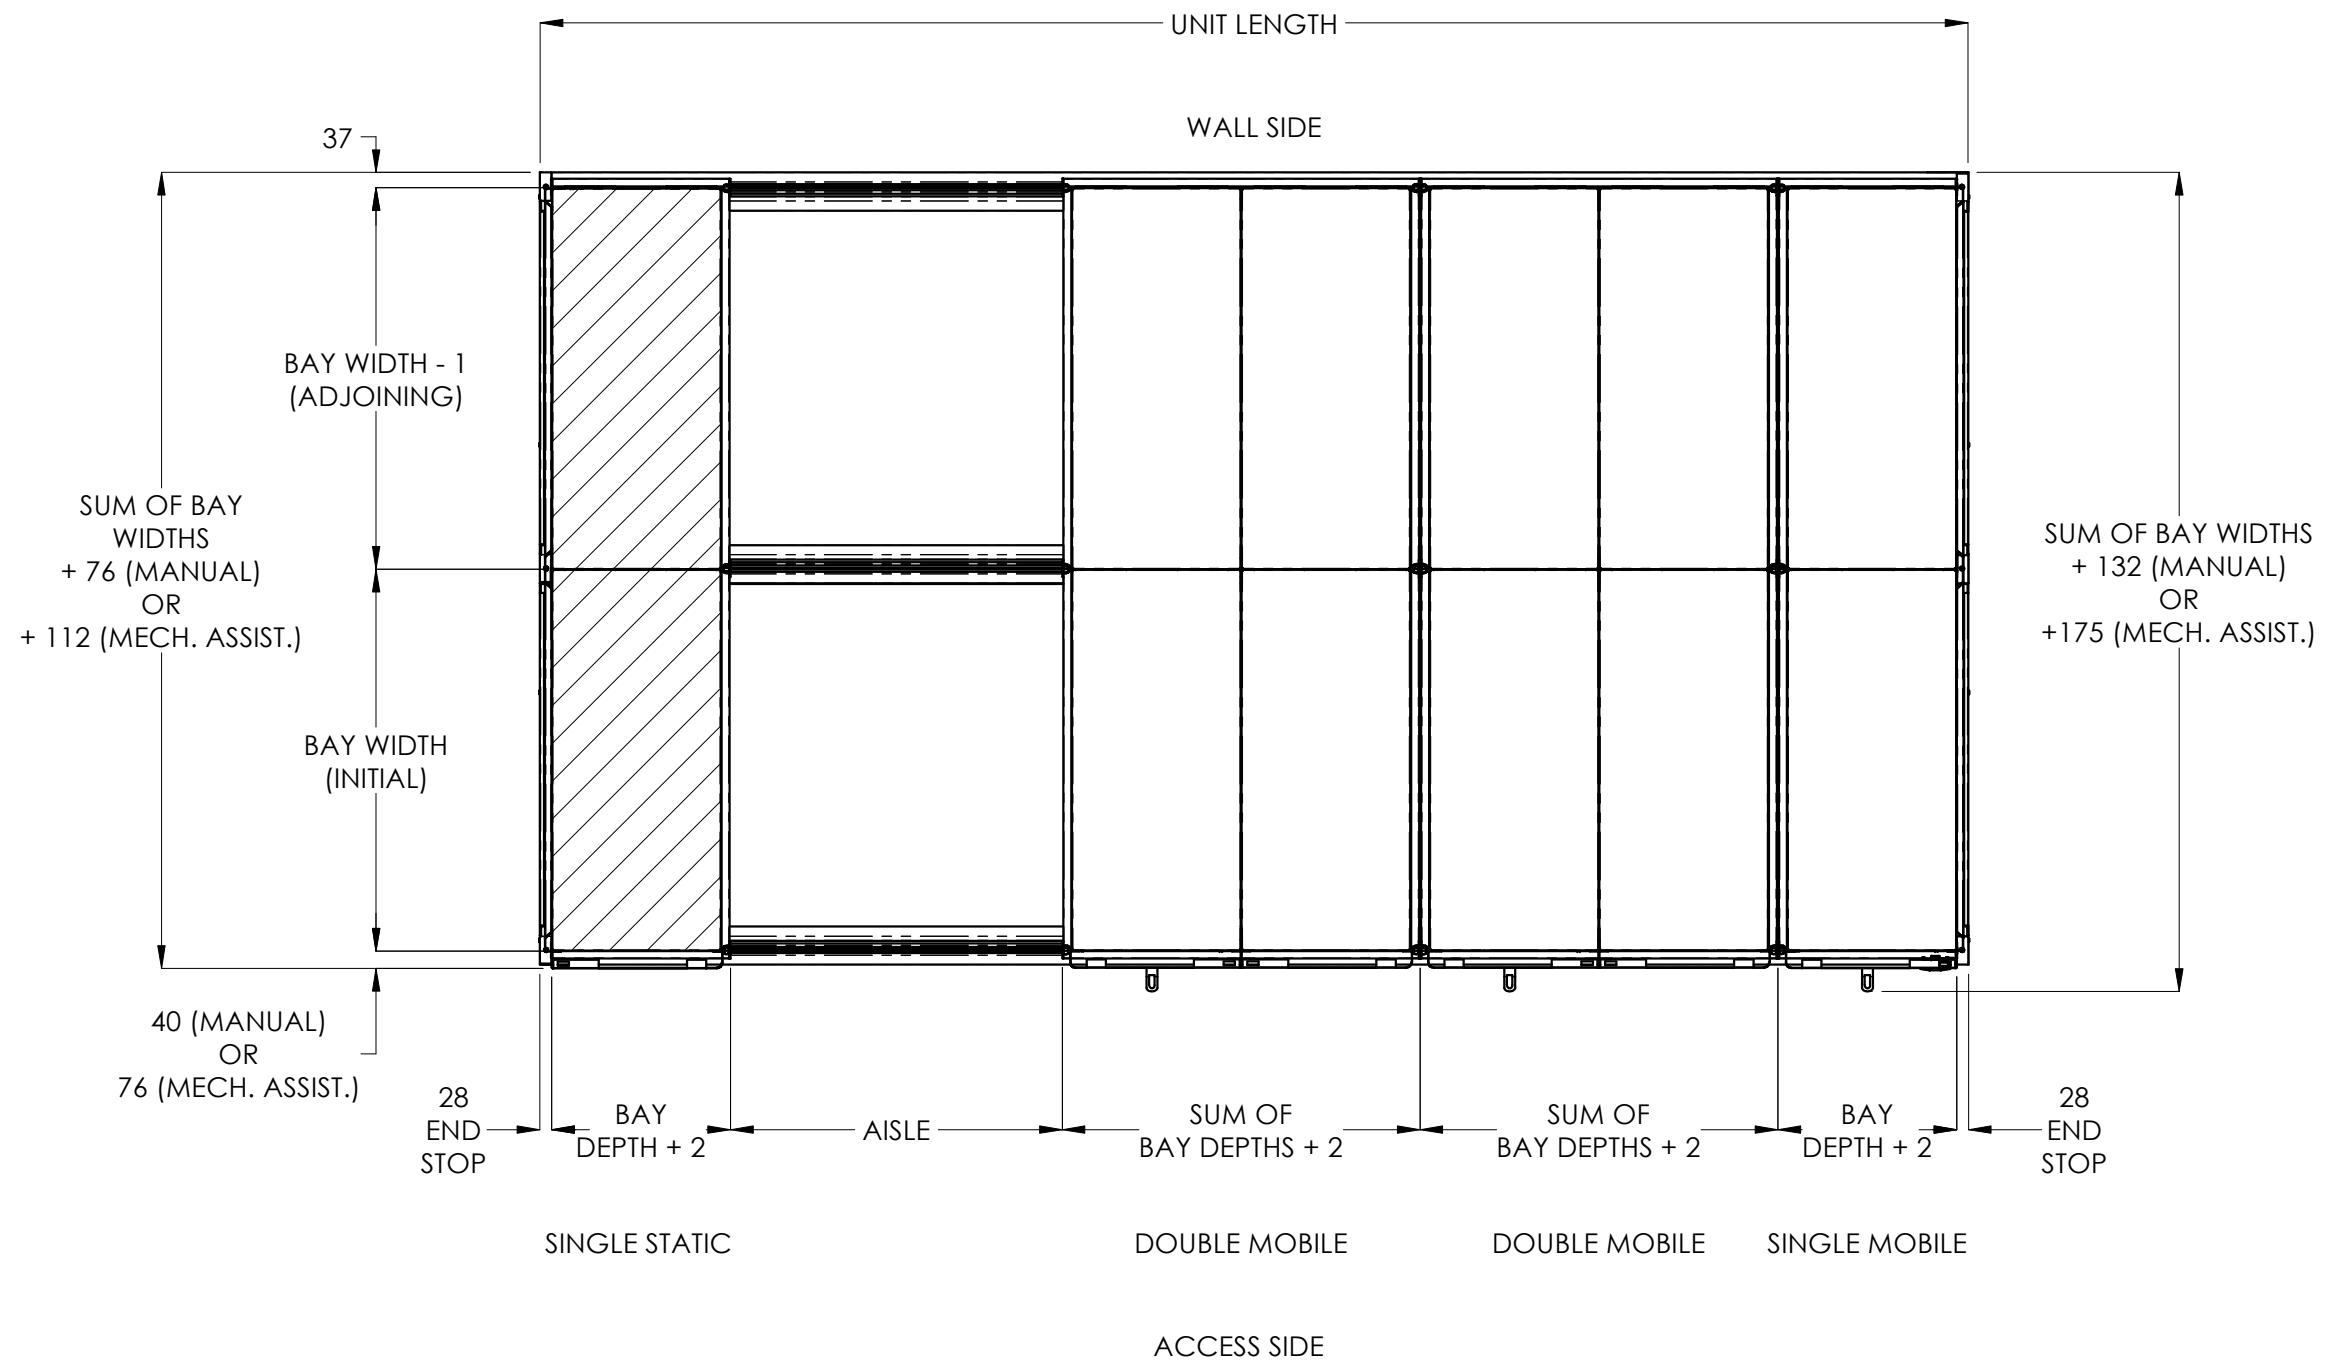 UNIT LENGTH
WALL SIDE
37
BAY WIDTH - 1
(ADJOINING)
SUM OF BAY
WIDTHS
+ 76 (MANUAL)
OR
+ 112 (MECH. ASSIST.)
SUM OF BAY WIDTHS
+ 132 (MANUAL)
OR
+175 (MECH. ASSIST.)
BAY WIDTH
(INITIAL)
40 (MANUAL)
OR
76 (MECH. ASSIST.)
28
END
STOP
BAY
DEPTH + 2
AISLE
SUM OF
BAY DEPTHS + 2
SUM OF
BAY DEPTHS + 2
BAY
DEPTH + 2
28
END
STOP
SINGLE STATIC
DOUBLE MOBILE
DOUBLE MOBILE
SINGLE MOBILE
ACCESS SIDE